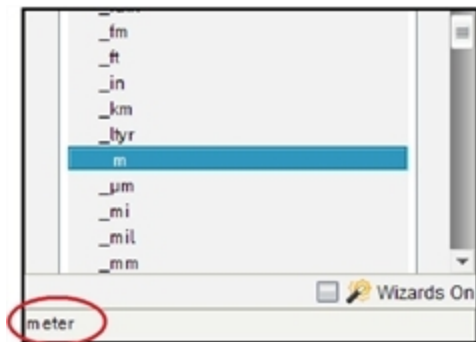 _fm
_ft
_in
_km
_ltyr
_m
_µm
_mi
_mil
_mm
Wizards On
meter